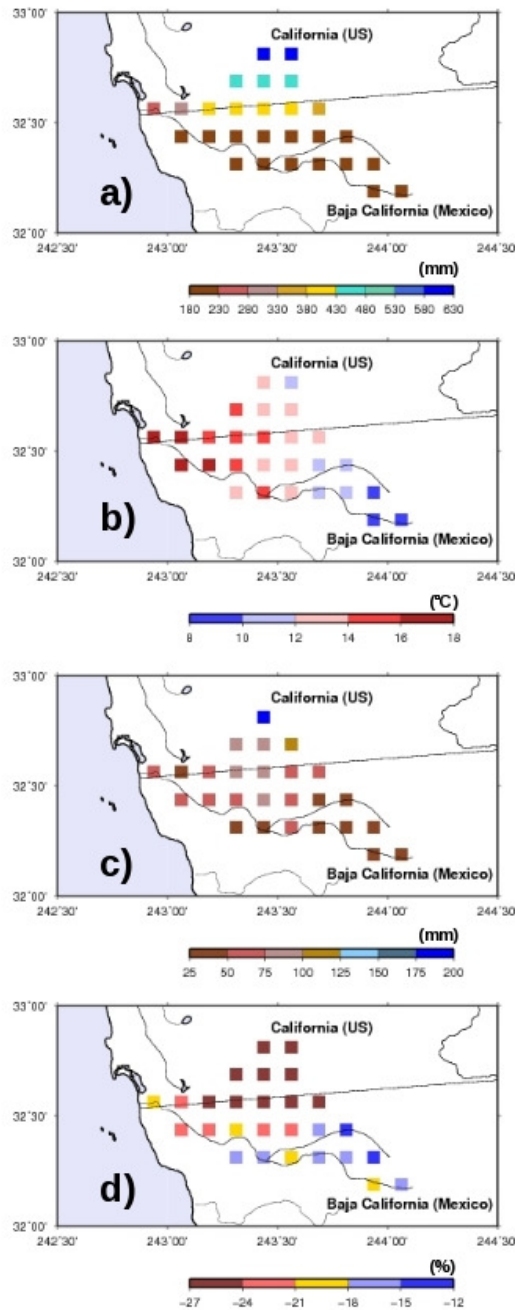 33˚00'
California (US)
32˚30'
a)
Baja California (Mexico)
32˚00'
242˚30' 243˚00' 243˚30' 244˚00' 244˚30'
(mm)
180 230 280 330 380 430 480 530 580 630
33˚00'
California (US)
32˚30'
b)
Baja California (Mexico)
32˚00'
242˚30' 243˚00' 243˚30' 244˚00' 244˚30'
(ºC)
8 10 12 14 16 18
33˚00'
California (US)
32˚30'
c)
Baja California (Mexico)
32˚00'
242˚30' 243˚00' 243˚30' 244˚00' 244˚30'
(mm)
25 50 75 100 125 150 175 200
33˚00'
California (US)
32˚30'
d)
Baja California (Mexico)
32˚00'
242˚30' 243˚00' 243˚30' 244˚00' 244˚30'
(%)
−27 −24 −21 −18 −15 −12